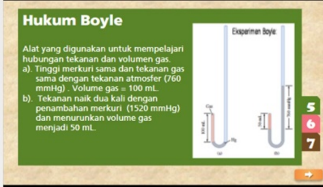 Hukum Boyle
Alat yang digunakan untuk mempelajari
hubungan tekanan dan volumen gas.
a). Tinggi merkuri sama dan tekanan gas
sama dengan tekanan atmosfer (760
mmHg) . Volume gas = 100 mL.
b). Tekanan naik dua kali dengan
penambahan merkuri (1520 mmHg)
dan menurunkan volume gas
menjadi 50 mL.
Eksperimen Boyle
Gas
Hg
(a)
(b)
5
6
7